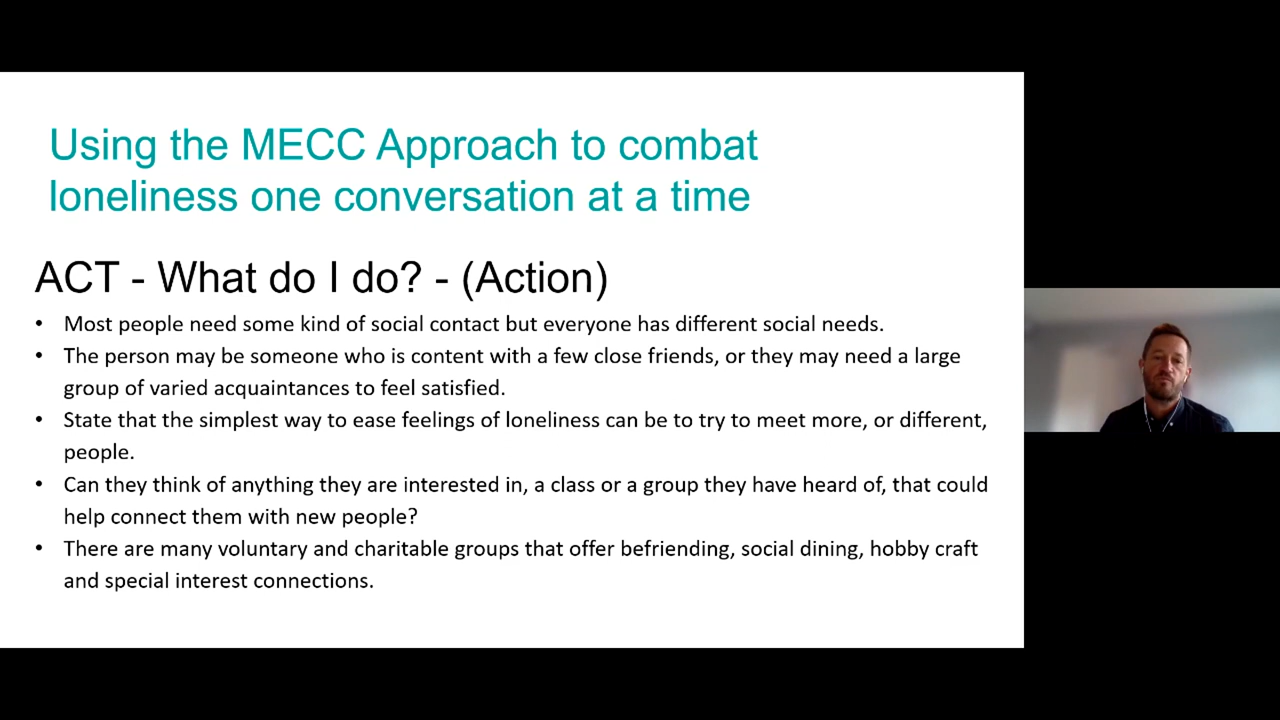 Using the MECC Approach to combat
loneliness one conversation at a time
ACT - What do I do? - (Action)
• Most people need some kind of social contact but everyone has different social needs.
• The person may be someone who is content with a few close friends, or they may need a large
group of varied acquaintances to feel satisfied.
• State that the simplest way to ease feelings of loneliness can be to try to meet more, or different,
people.
• Can they think of anything they are interested in, a class or a group they have heard of, that could
help connect them with new people?
• There are many voluntary and charitable groups that offer befriending, social dining, hobby craft
and special interest connections.